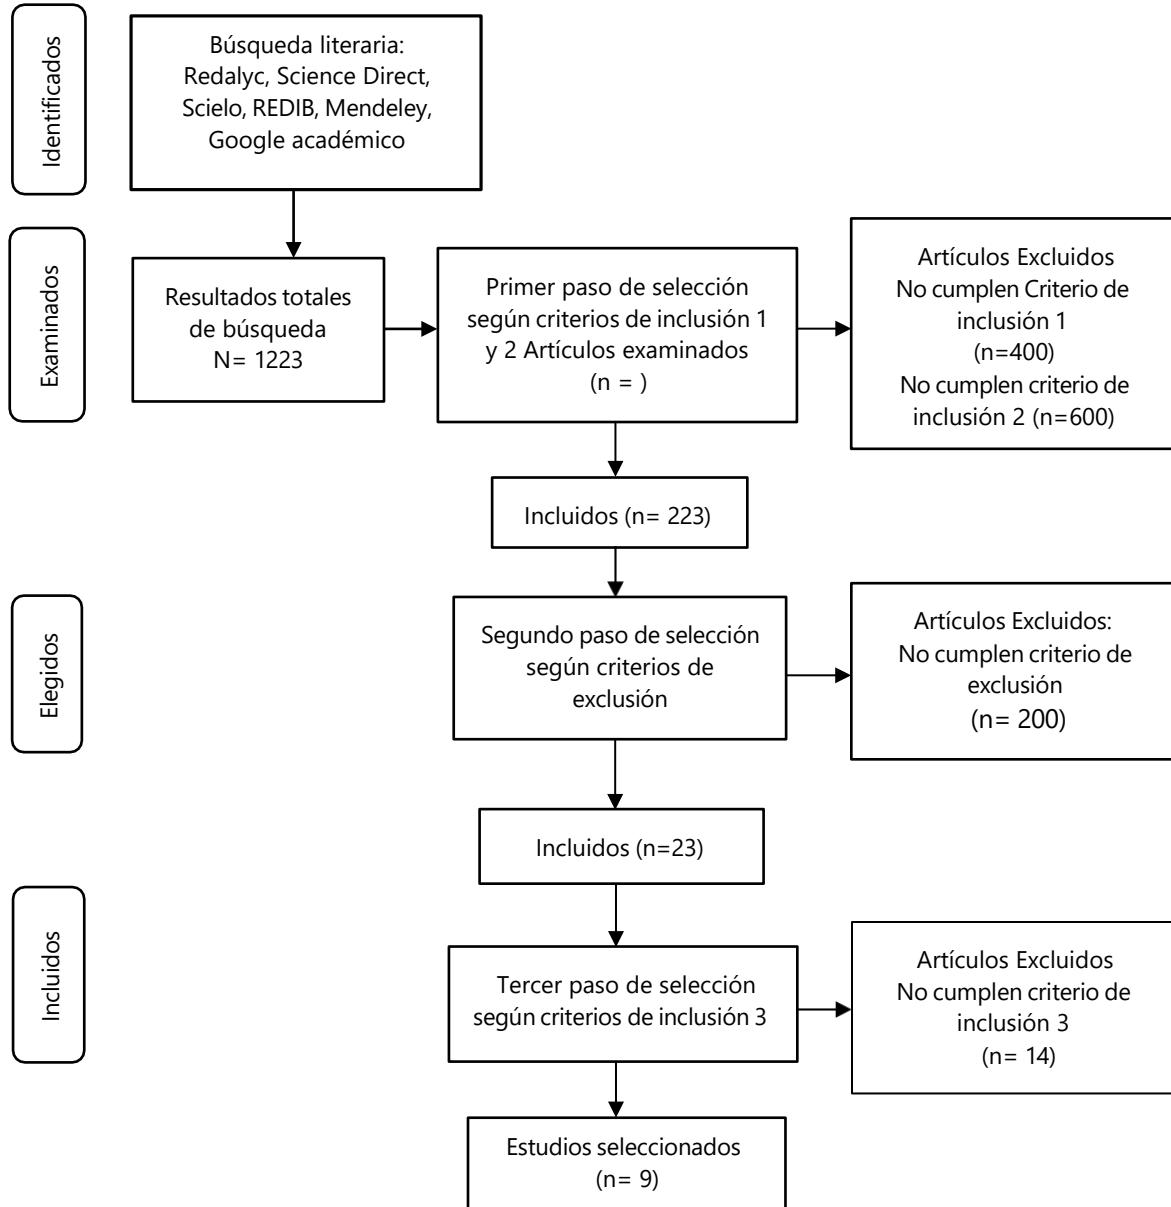 Identificados
Búsqueda literaria:
Redalyc, Science Direct,
Scielo, REDIB, Mendeley,
Google académico
Examinados
Resultados totales
de búsqueda
N= 1223
Primer paso de selección
según criterios de inclusión 1
y 2 Artículos examinados
(n = )
Artículos Excluidos
No cumplen Criterio de
inclusión 1
(n=400)
No cumplen criterio de
inclusión 2 (n=600)
Incluidos (n= 223)
Elegidos
Segundo paso de selección
según criterios de
exclusión
Artículos Excluidos:
No cumplen criterio de
exclusión
(n= 200)
Incluidos (n=23)
Incluidos
Tercer paso de selección
según criterios de inclusión 3
Artículos Excluidos
No cumplen criterio de
inclusión 3
(n= 14)
Estudios seleccionados
(n= 9)